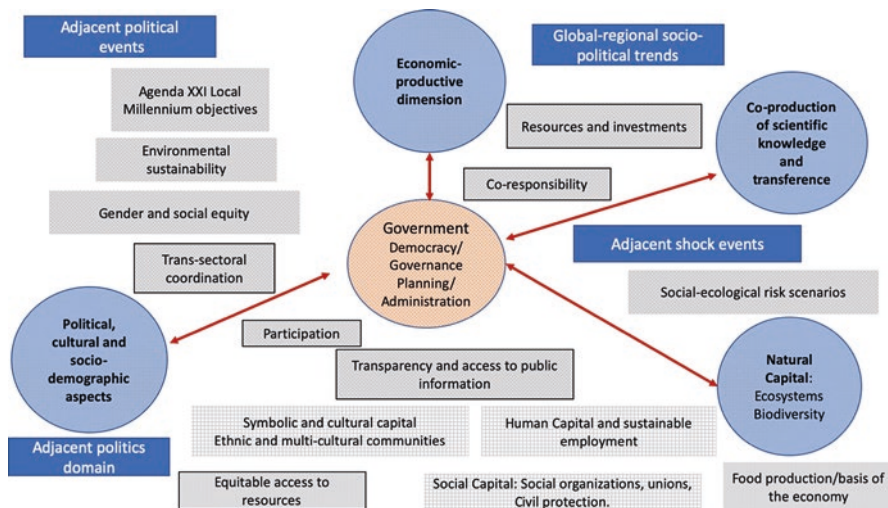 Adjacent political
events
Economic-
productive
dimension
Global-regional socio-
political trends
Agenda XXI Local
Millennium objectives
Co-production
of scientific
knowledge
and
transference
Resources and investments
Environmental
sustainability
Co-responsibility
Gender and social equity
Government
Democracy/
Governance
Planning/
Administration
Adjacent shock events
Trans-sectoral
coordination
Social-ecological risk scenarios
Political,
cultural and
socio-
demographic
aspects
Participation
Transparency and access to public
information
Natural
Capital:
Ecosystems
Biodiversity
Symbolic and cultural capital
Ethnic and multi-cultural communities
Human Capital and sustainable
employment
Adjacent politics
domain
Equitable access to
resources
Social Capital: Social organizations, unions,
Civil protection.
Food production/basis of
the economy